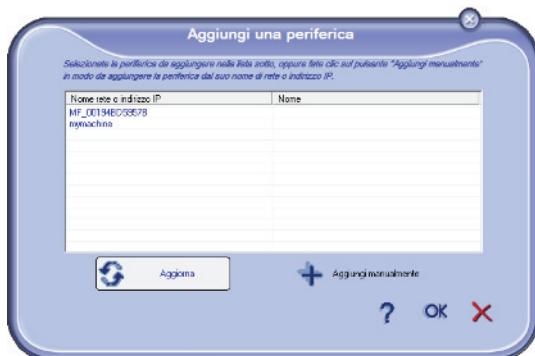 Aggiungi una periferica
Selezionate la periferica da aggiungere nella lista sotto, oppure fate clic sul pulsante "Aggiungi manualmente"
in modo da aggiungere la periferica dal suo nome di rete o indirizzo IP.
Nome rete o indirizzo IP Nome
MF_00194BD59578
mymachine
Aggiorna Aggiungi manualmente
? OK